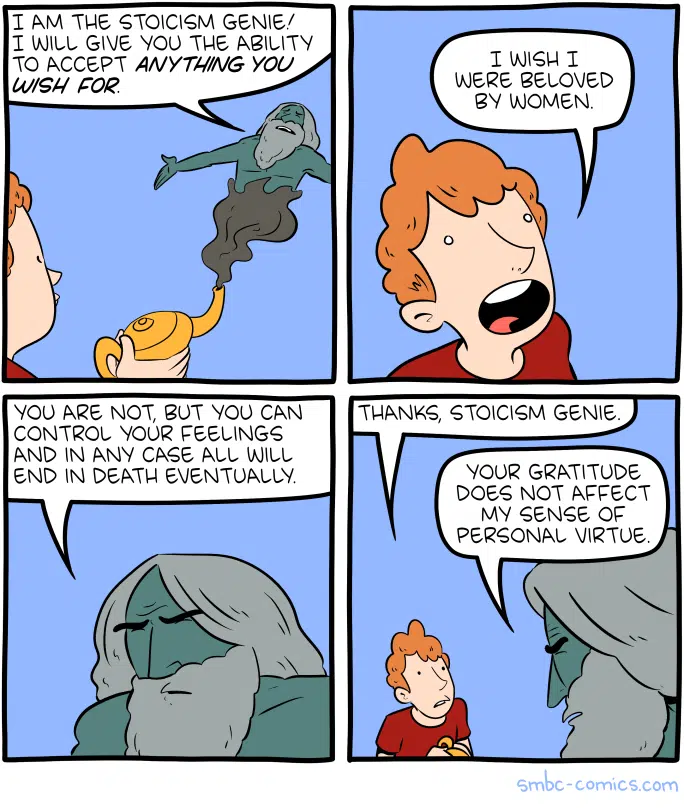 I AM THE STOICISM GENIE!
I WILL GIVE YOU THE ABILITY
TO ACCEPT ANYTHING YOU
WISH FOR.
I WISH I
WERE BELOVED
BY WOMEN.
YOU ARE NOT, BUT YOU CAN
CONTROL YOUR FEELINGS
AND IN ANY CASE ALL WILL
END IN DEATH EVENTUALLY.
THANKS, STOICISM GENIE.
YOUR GRATITUDE
DOES NOT AFFECT
MY SENSE OF
PERSONAL VIRTUE.
smbc-comics.com